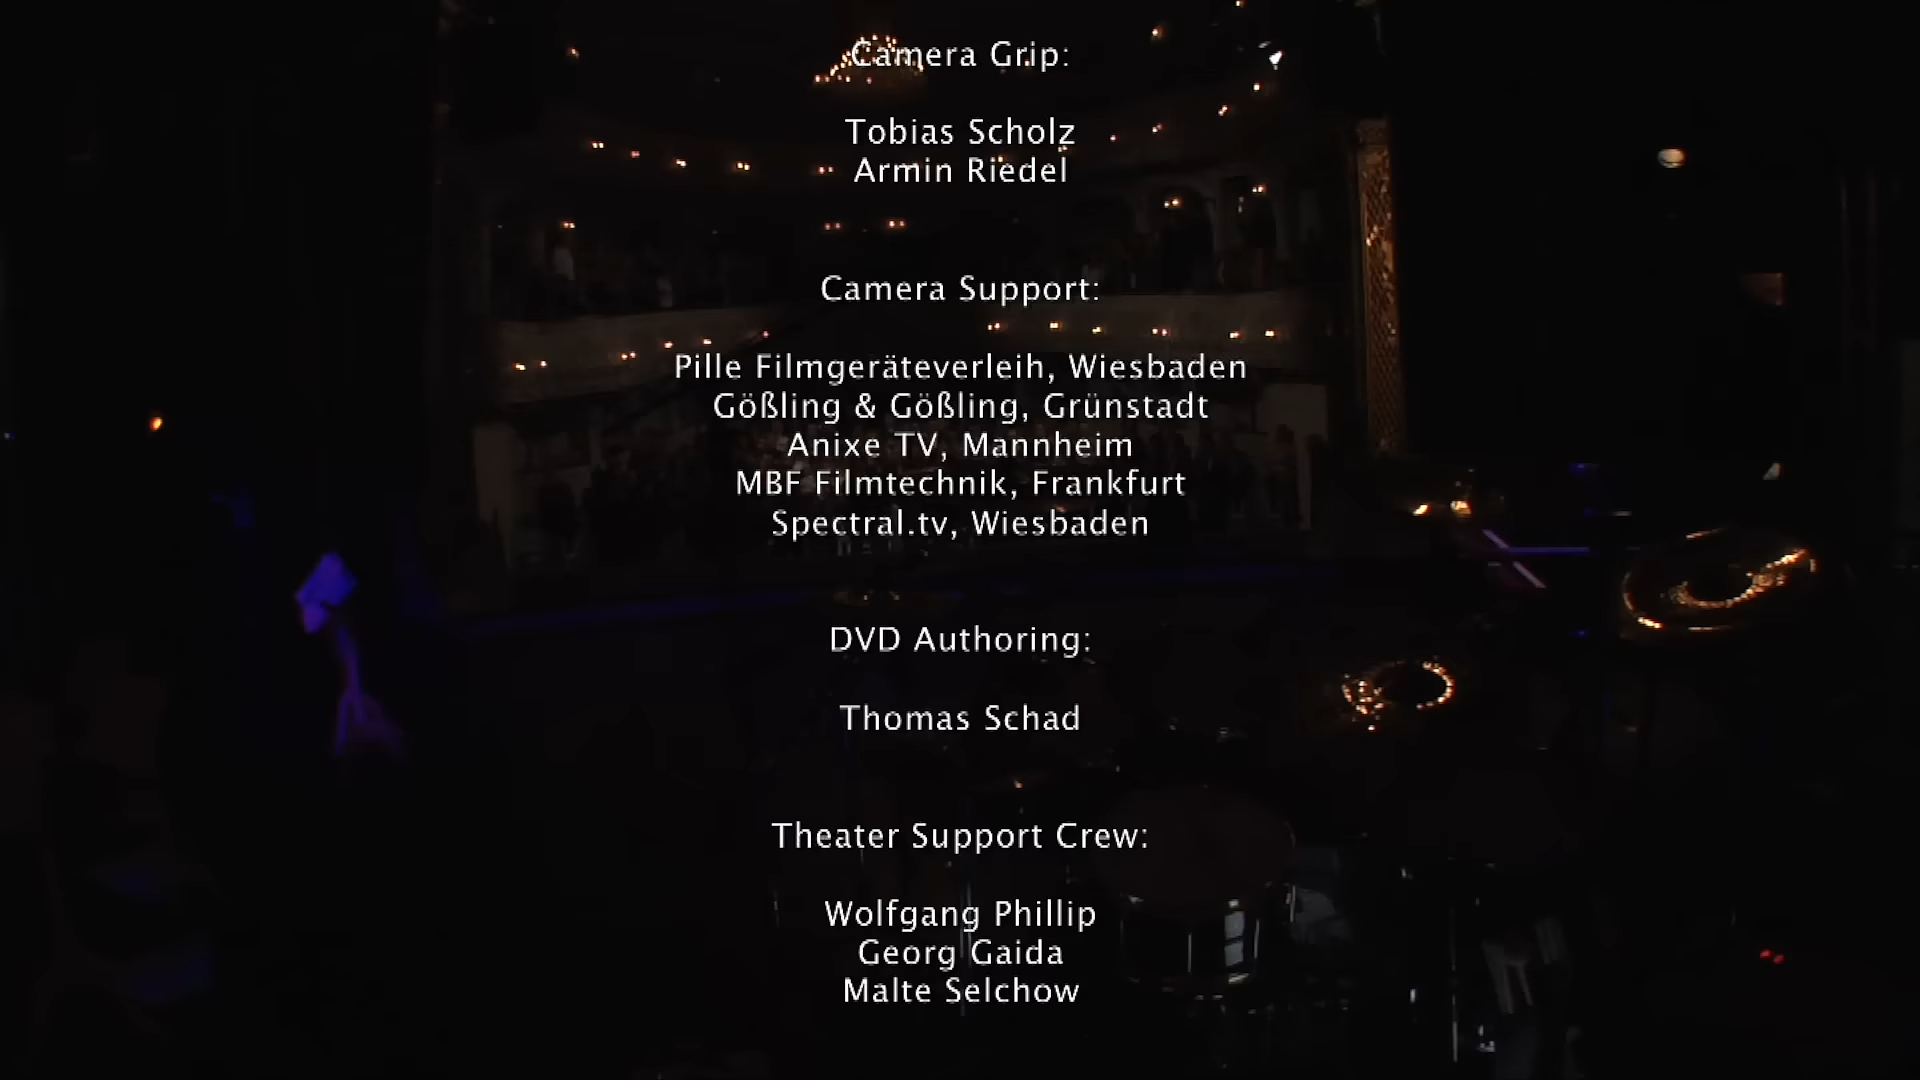 Camera Grip:
Tobias Scholz
Armin Riedel
Camera Support:
Pille Filmgeräteverleih, Wiesbaden
Gößling & Gößling, Grünstadt
Anixe TV, Mannheim
MBF Filmtechnik, Frankfurt
Spectral.tv, Wiesbaden
DVD Authoring:
Thomas Schad
Theater Support Crew:
Wolfgang Phillip
Georg Gaida
Malte Selchow